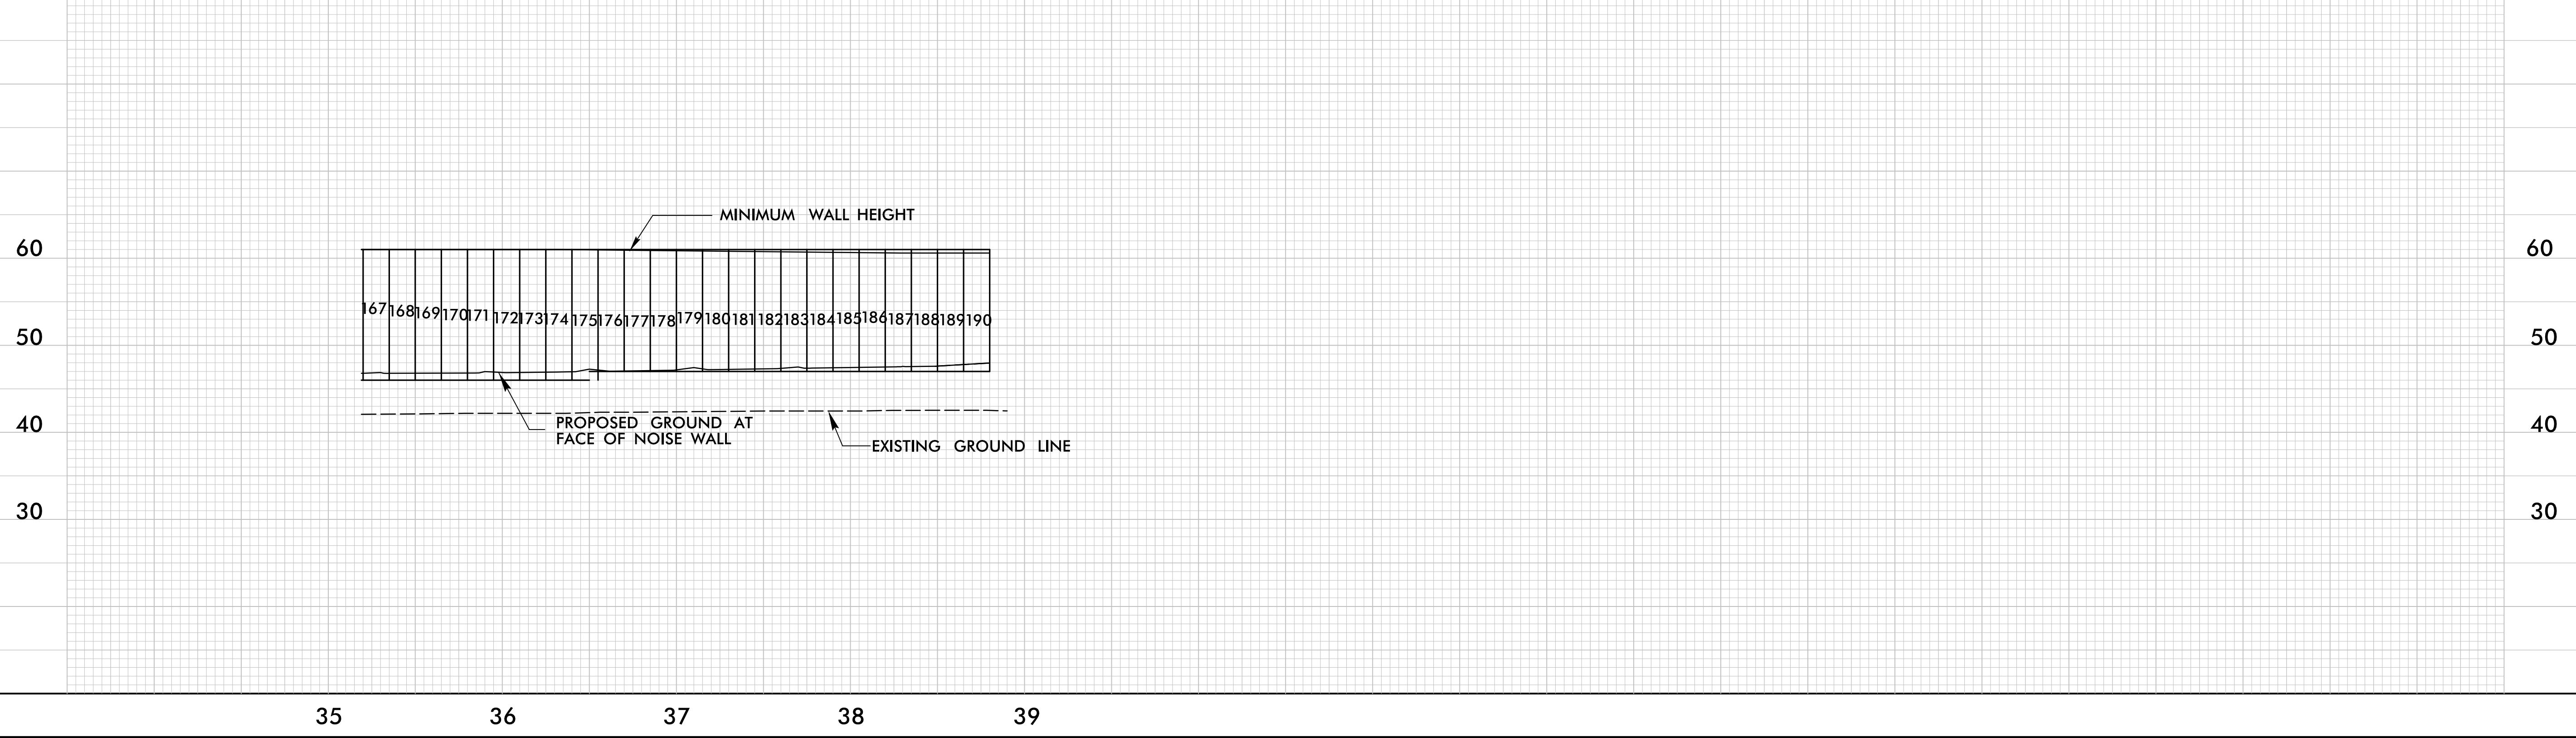 MINIMUM WALL HEIGHT
60 60
167 168 169 170 171 172 173 174 175 176 177 178 179 180 181 182 183 184 185 186 187 188 189 190
50 50
40 40
PROPOSED GROUND AT
FACE OF NOISE WALL
EXISTING GROUND LINE
30 30
35 36 37 38 39